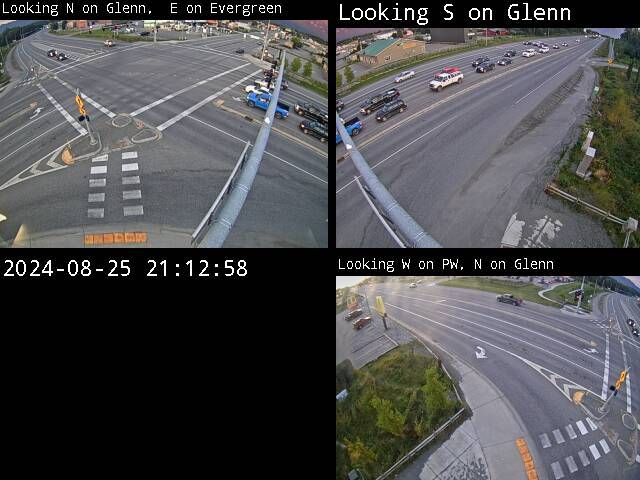 Looking N on Glenn,  E on Evergreen
Looking S on Glenn
2024-08-25 21:12:58
Looking W on PW, N on Glenn